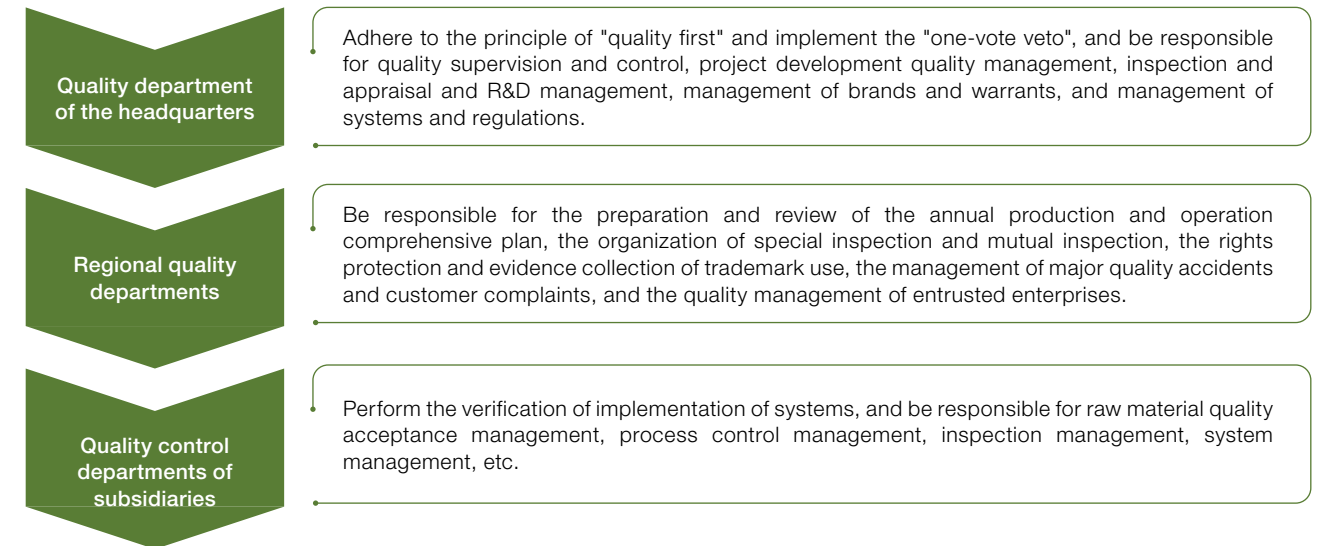 Quality department
of the headquarters
Adhere to the principle of "quality first" and implement the "one-vote veto", and be responsible
for quality supervision and control, project development quality management, inspection and
appraisal and R&D management, management of brands and warrants, and management of
systems and regulations.
Regional quality
departments
Be responsible for the preparation and review of the annual production and operation
comprehensive plan, the organization of special inspection and mutual inspection, the rights
protection and evidence collection of trademark use, the management of major quality accidents
and customer complaints, and the quality management of entrusted enterprises.
Quality control
departments of
subsidiaries
Perform the verification of implementation of systems, and be responsible for raw material quality
acceptance management, process control management, inspection management, system
management, etc.